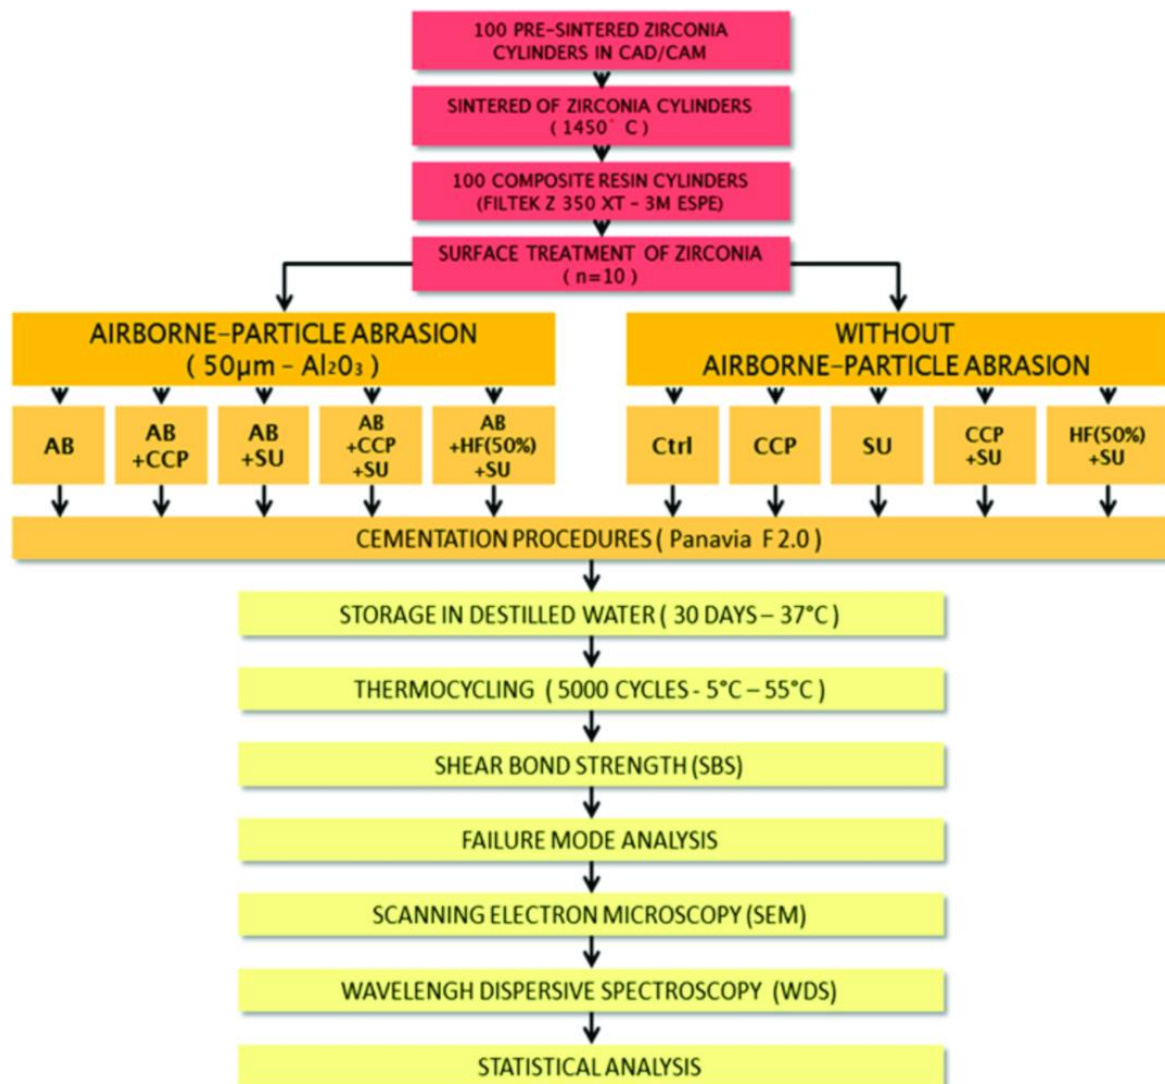 100 PRE-SINTERED ZIRCONIA
CYLINDERS IN CAD/CAM
SINTERED OF ZIRCONIA CYLINDERS
( 1450° C )
100 COMPOSITE RESIN CYLINDERS
(FILTEK Z 350 XT - 3M ESPE)
SURFACE TREATMENT OF ZIRCONIA
( n=10 )
AIRBORNE-PARTICLE ABRASION
( 50µm - Al2O3 )
WITHOUT
AIRBORNE-PARTICLE ABRASION
AB
AB
+CCP
AB
+SU
AB
+CCP
+SU
AB
+HF(50%)
+SU
Ctrl
CCP
SU
CCP
+SU
HF(50%)
+SU
CEMENTATION PROCEDURES ( Panavia F 2.0 )
STORAGE IN DESTILLED WATER ( 30 DAYS – 37°C )
THERMOCYCLING ( 5000 CYCLES - 5°C – 55°C )
SHEAR BOND STRENGTH (SBS)
FAILURE MODE ANALYSIS
SCANNING ELECTRON MICROSCOPY (SEM)
WAVELENGH DISPERSIVE SPECTROSCOPY (WDS)
STATISTICAL ANALYSIS